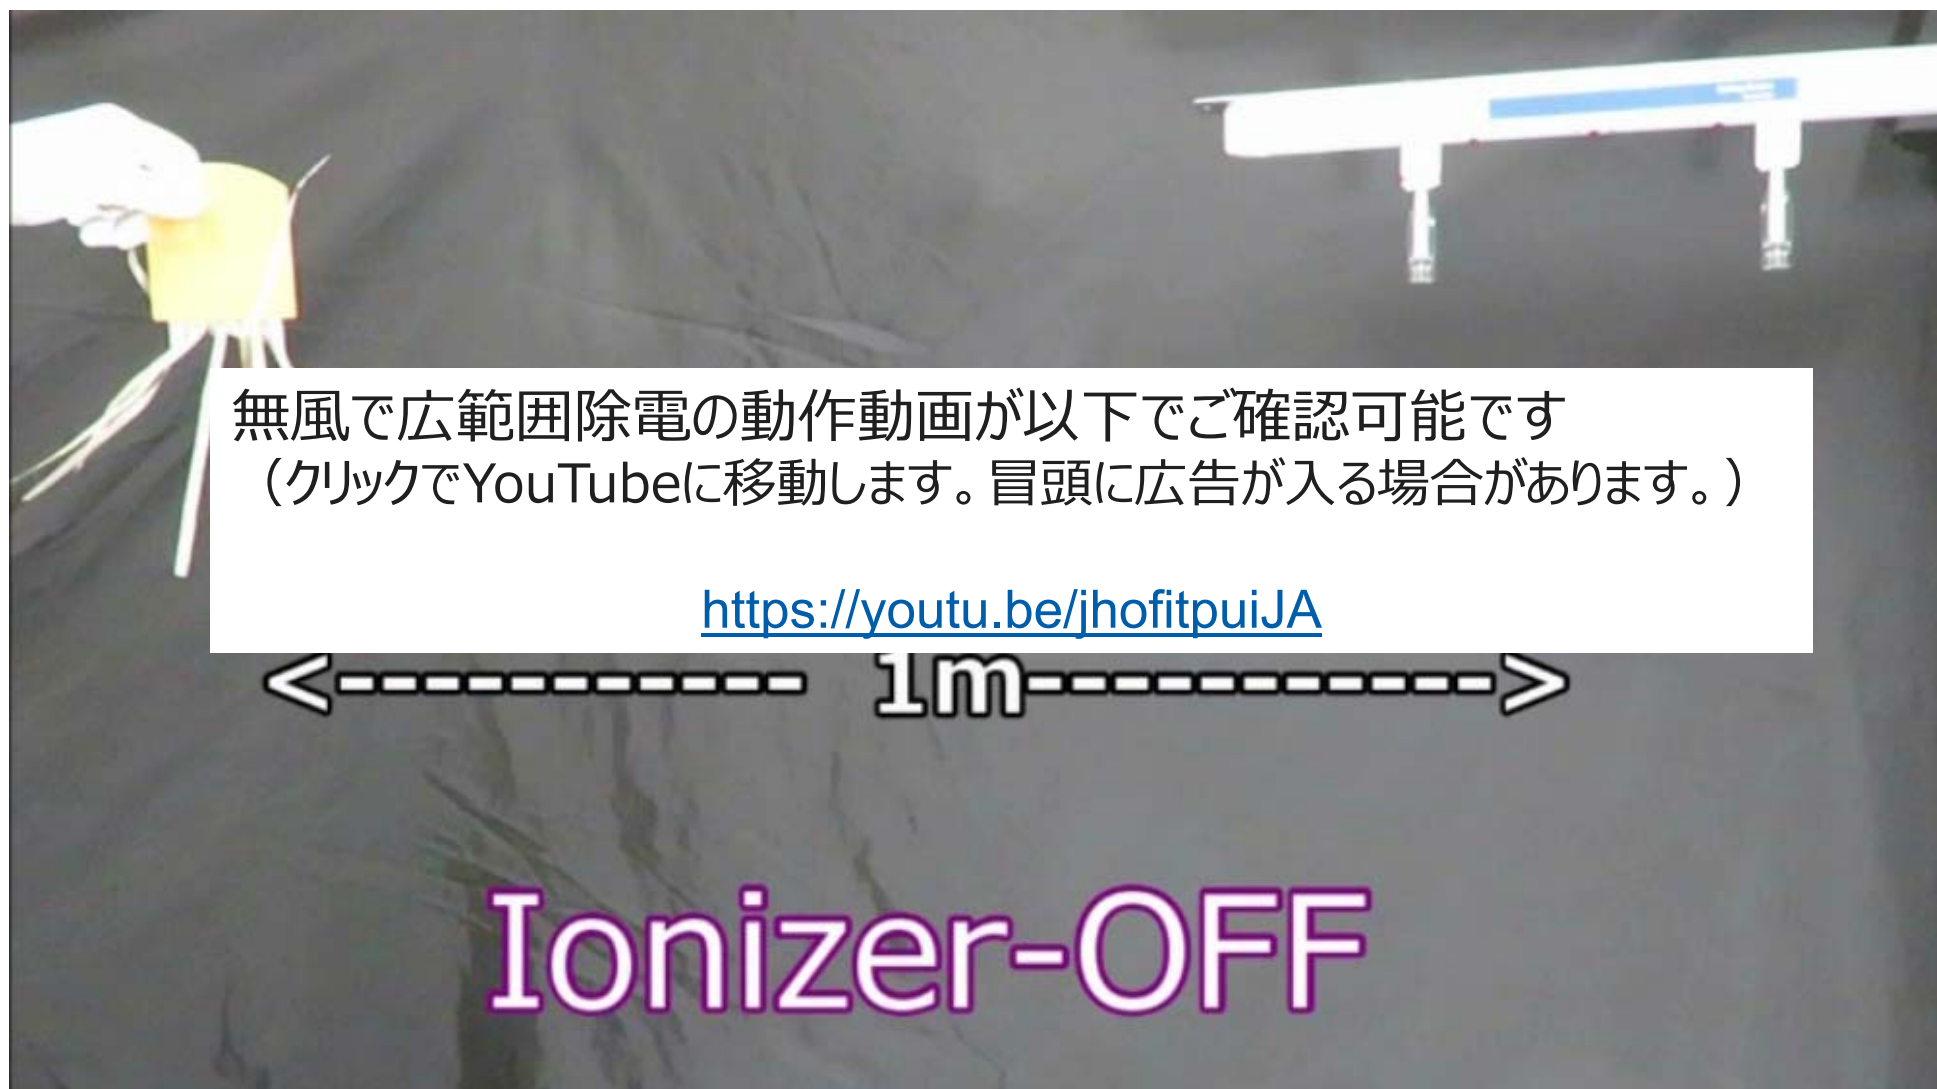 無風で広範囲除電の動作動画が以下でご確認可能です
（クリックでYouTubeに移動します。冒頭に広告が入る場合があります。）
https://youtu.be/jhofitpuiJA
<----------- 1m----------->
Ionizer-OFF